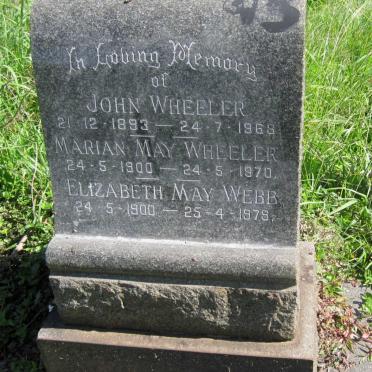 43
In Loving Memory
of
JOHN WHEELER
21-12-1893 — 24-7-1969
MARIAN MAY WHEELER
24-5-1900 — 24-5-1970
ELIZABETH MAY WEBB
24-5-1900 — 25-4-1979